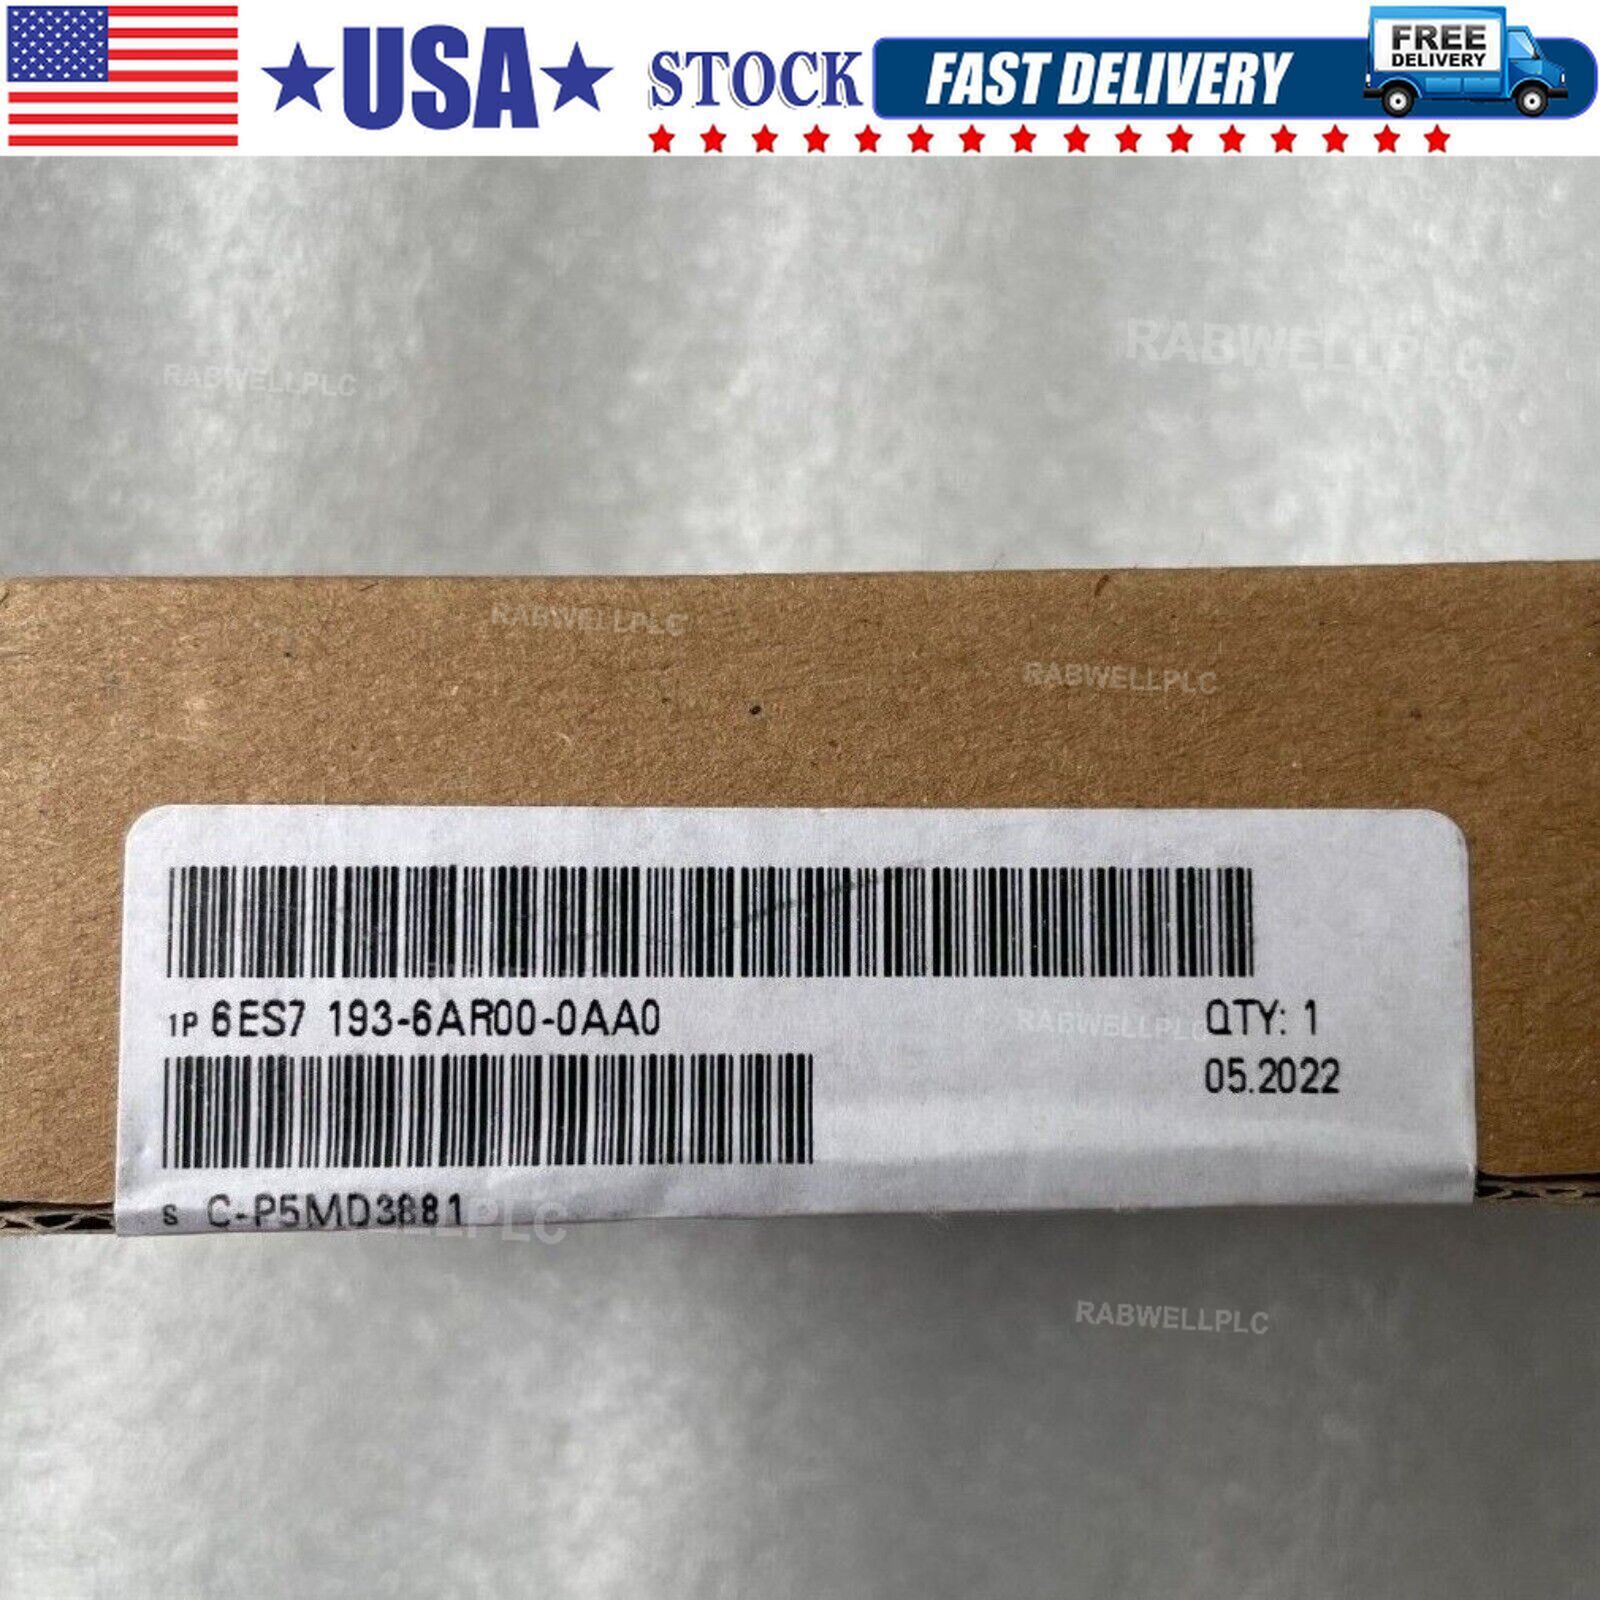 USA STOCK FAST DELIVERY FREE DELIVERY
RABWELLPLC
RABWELLPLC
RABWELLPLC
RABWELLPLC
1P 6ES7 193-6AR00-0AA0 QTY: 1
RABWELLPLC
05.2022
S C-P5MD3881
RABWELLPLC